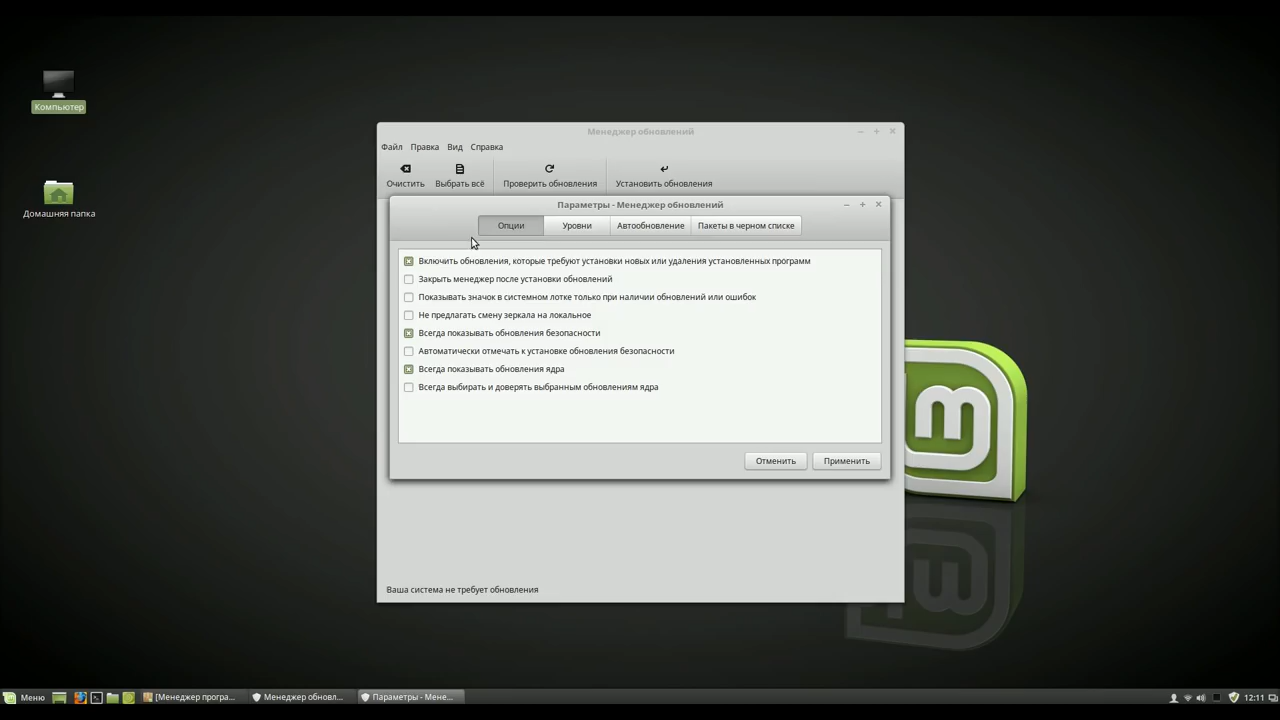 Компьютер
Домашняя папка
Менеджер обновлений
Файл Правка Вид Справка
Очистить Выбрать всё Проверить обновления Установить обновления
Параметры - Менеджер обновлений
Опции Уровни Автообновление Пакеты в черном списке
Включить обновления, которые требуют установки новых или удаления установленных программ
Закрыть менеджер после установки обновлений
Показывать значок в системном лотке только при наличии обновлений или ошибок
Не предлагать смену зеркала на локальное
Всегда показывать обновления безопасности
Автоматически отмечать к установке обновления безопасности
Всегда показывать обновления ядра
Всегда выбирать и доверять выбранным обновлениям ядра
Отменить Применить
Ваша система не требует обновления
Меню [Менеджер програ... Менеджер обновл... Параметры - Мене... 12:11